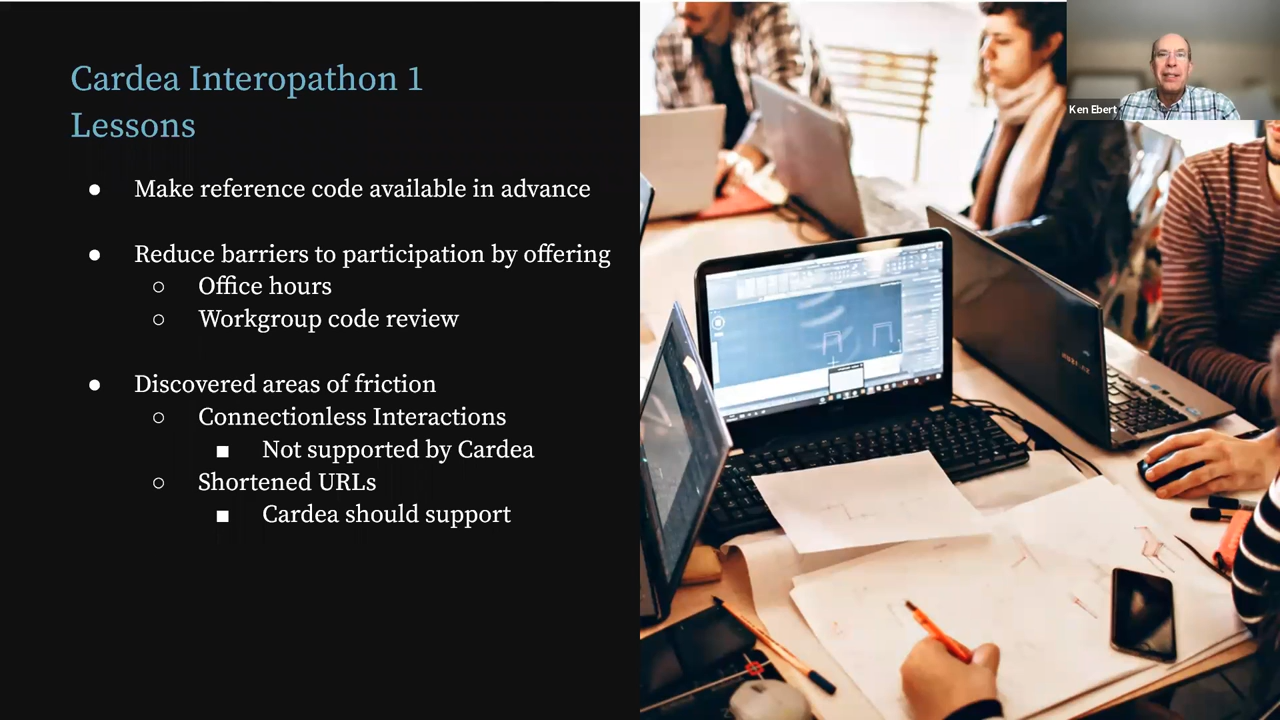 Cardea Interopathon 1
Lessons
● Make reference code available in advance
● Reduce barriers to participation by offering
○ Office hours
○ Workgroup code review
● Discovered areas of friction
○ Connectionless Interactions
■ Not supported by Cardea
○ Shortened URLs
■ Cardea should support
Ken Ebert